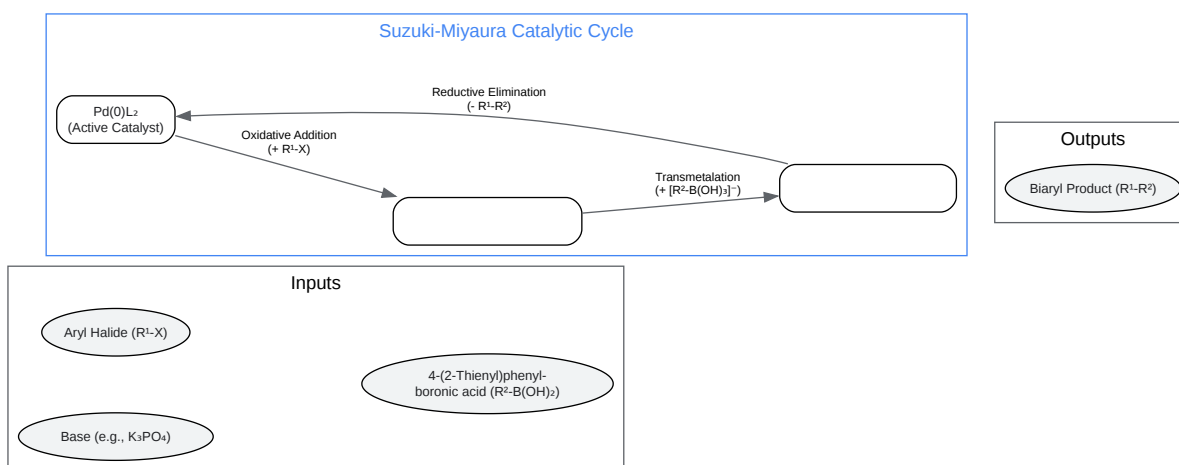 Suzuki-Miyaura Catalytic Cycle
Pd(0)L₂
(Active Catalyst)
Reductive Elimination
(- R¹-R²)
Oxidative Addition
(+ R¹-X)
Transmetalation
(+ [R²-B(OH)₃]⁻)
Outputs
Biaryl Product (R¹-R²)
Inputs
Aryl Halide (R¹-X)
4-(2-Thienyl)phenyl-
boronic acid (R²-B(OH)₂)
Base (e.g., K₃PO₄)